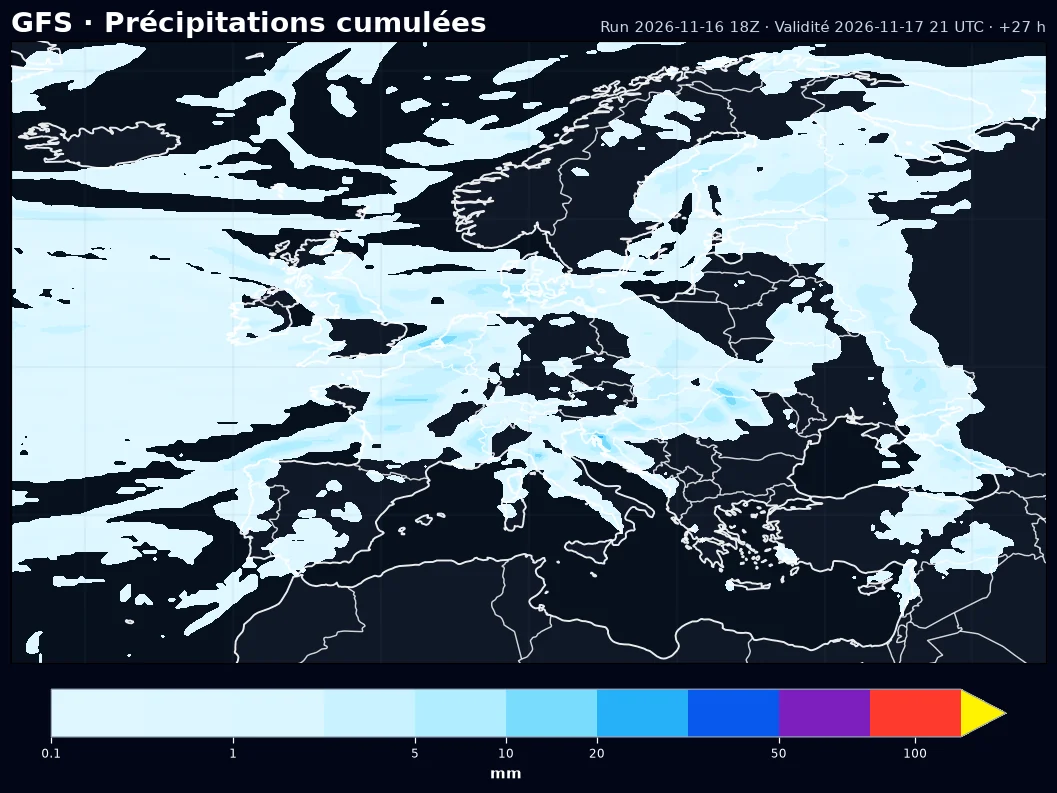 GFS · Précipitations cumulées
Run 2026-11-16 18Z · Validité 2026-11-17 21 UTC · +27 h
0.1 1 5 10 20 50 100
mm